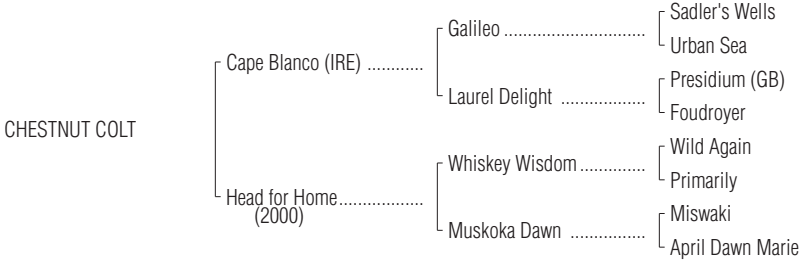 Sadler's Wells
Galileo ..............................
Urban Sea
Cape Blanco (IRE) ............
Presidium (GB)
Laurel Delight ..................
Foudroyer
CHESTNUT COLT
Wild Again
Whiskey Wisdom..............
Primarily
Head for Home..................
(2000)
Miswaki
Muskoka Dawn ................
April Dawn Marie